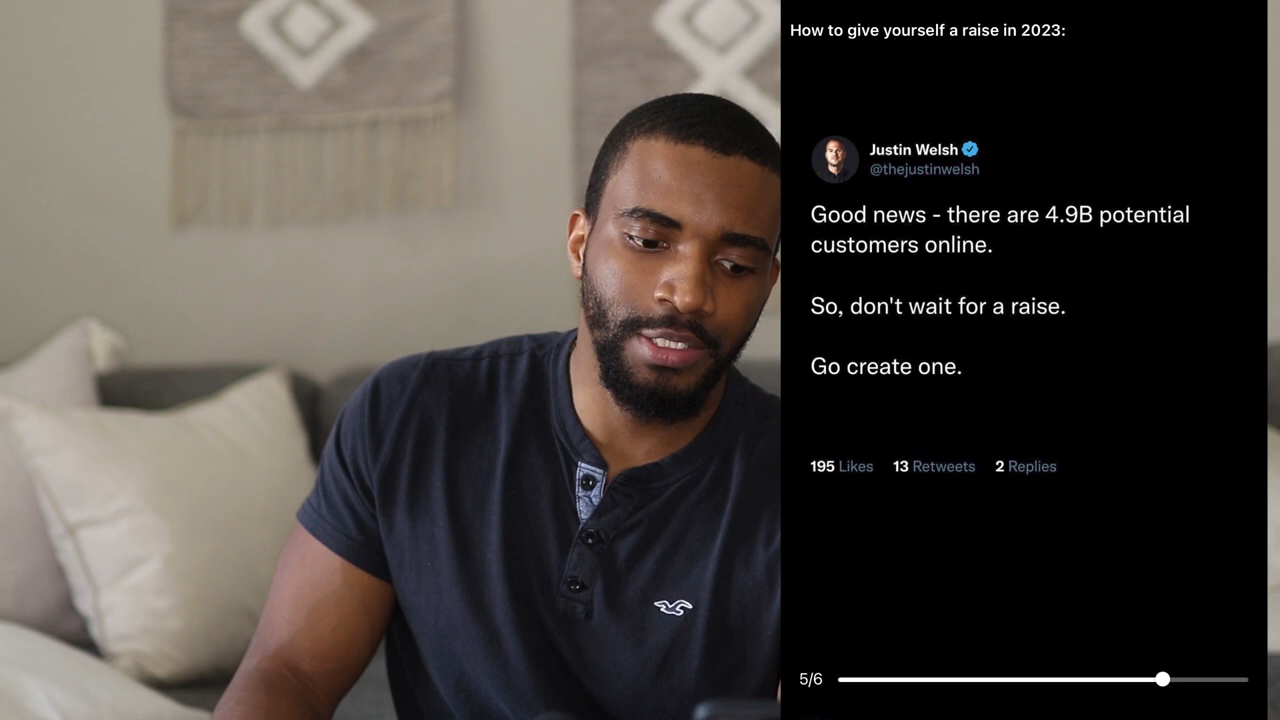 How to give yourself a raise in 2023:
Justin Welsh
@thejustinwelsh
Good news - there are 4.9B potential
customers online.
So, don't wait for a raise.
Go create one.
195 Likes 13 Retweets 2 Replies
5/6